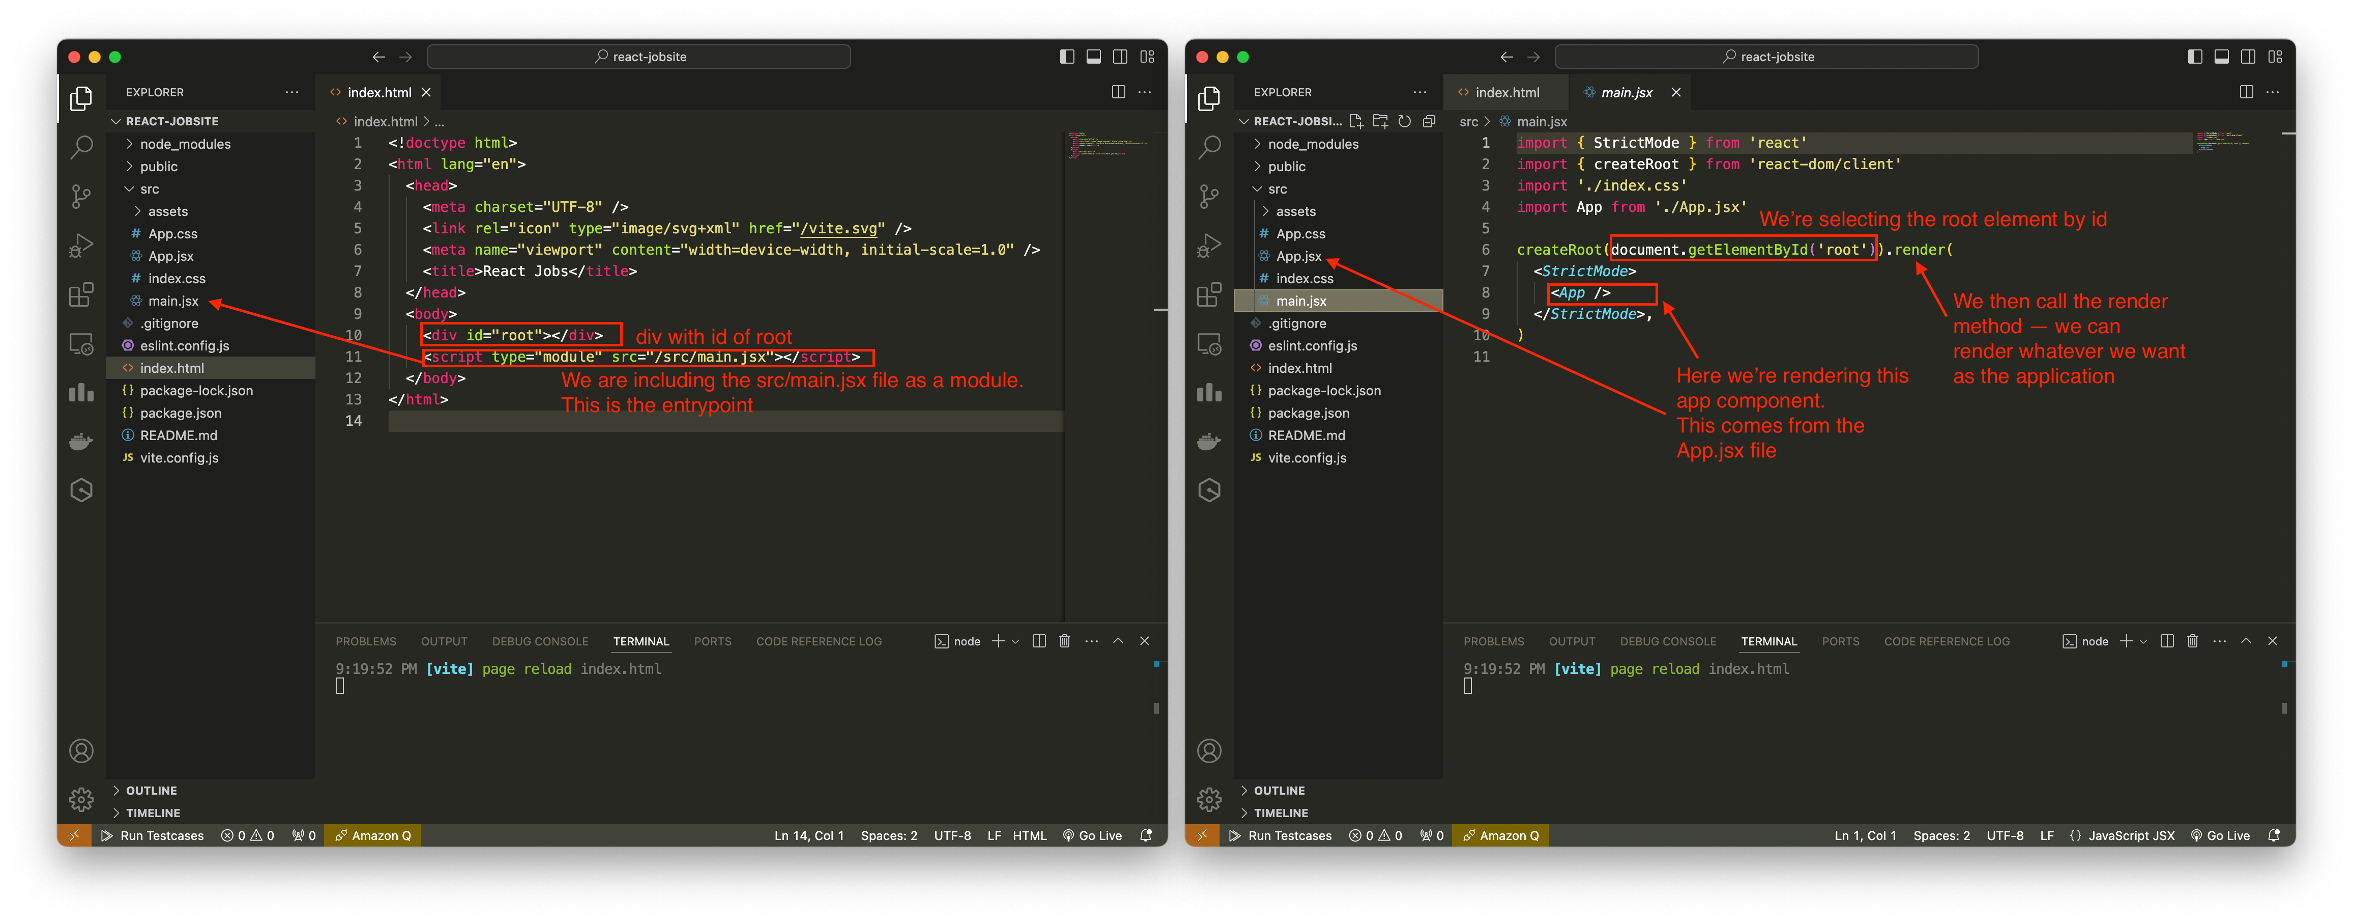 react-jobsite
EXPLORER
REACT-JOBSITE
node_modules
public
src
assets
App.css
App.jsx
index.css
main.jsx
.gitignore
eslint.config.js
index.html
package-lock.json
package.json
README.md
JS vite.config.js
OUTLINE
TIMELINE
index.html
index.html > ...
1 <!doctype html>
2 <html lang="en">
3 <head>
4 <meta charset="UTF-8" />
5 <link rel="icon" type="image/svg+xml" href="/vite.svg" />
6 <meta name="viewport" content="width=device-width, initial-scale=1.0" />
7 <title>React Jobs</title>
8 </head>
9 <body>
10 <div id="root"></div>
div with id of root
11 <script type="module" src="/src/main.jsx"></script>
12 </body>
We are including the src/main.jsx file as a module.
13 </html>
This is the entrypoint
14
PROBLEMS OUTPUT DEBUG CONSOLE TERMINAL PORTS CODE REFERENCE LOG node
9:19:52 PM [vite] page reload index.html
Run Testcases 0 0 0 Amazon Q Ln 14, Col 1 Spaces: 2 UTF-8 LF HTML Go Live
react-jobsite
EXPLORER
REACT-JOBSI...
node_modules
public
src
assets
App.css
App.jsx
index.css
main.jsx
.gitignore
eslint.config.js
index.html
package-lock.json
package.json
README.md
JS vite.config.js
OUTLINE
TIMELINE
index.html main.jsx
src > main.jsx
1 import { StrictMode } from 'react'
2 import { createRoot } from 'react-dom/client'
3 import './index.css'
4 import App from './App.jsx'
We're selecting the root element by id
5
6 createRoot(document.getElementById('root')).render(
7 <StrictMode>
8 <App />
9 </StrictMode>,
10 )
11
We then call the render
method — we can
render whatever we want
as the application
Here we're rendering this
app component.
This comes from the
App.jsx file
PROBLEMS OUTPUT DEBUG CONSOLE TERMINAL PORTS CODE REFERENCE LOG node
9:19:52 PM [vite] page reload index.html
Run Testcases 0 0 0 Amazon Q Ln 1, Col 1 Spaces: 2 UTF-8 LF {} JavaScript JSX Go Live